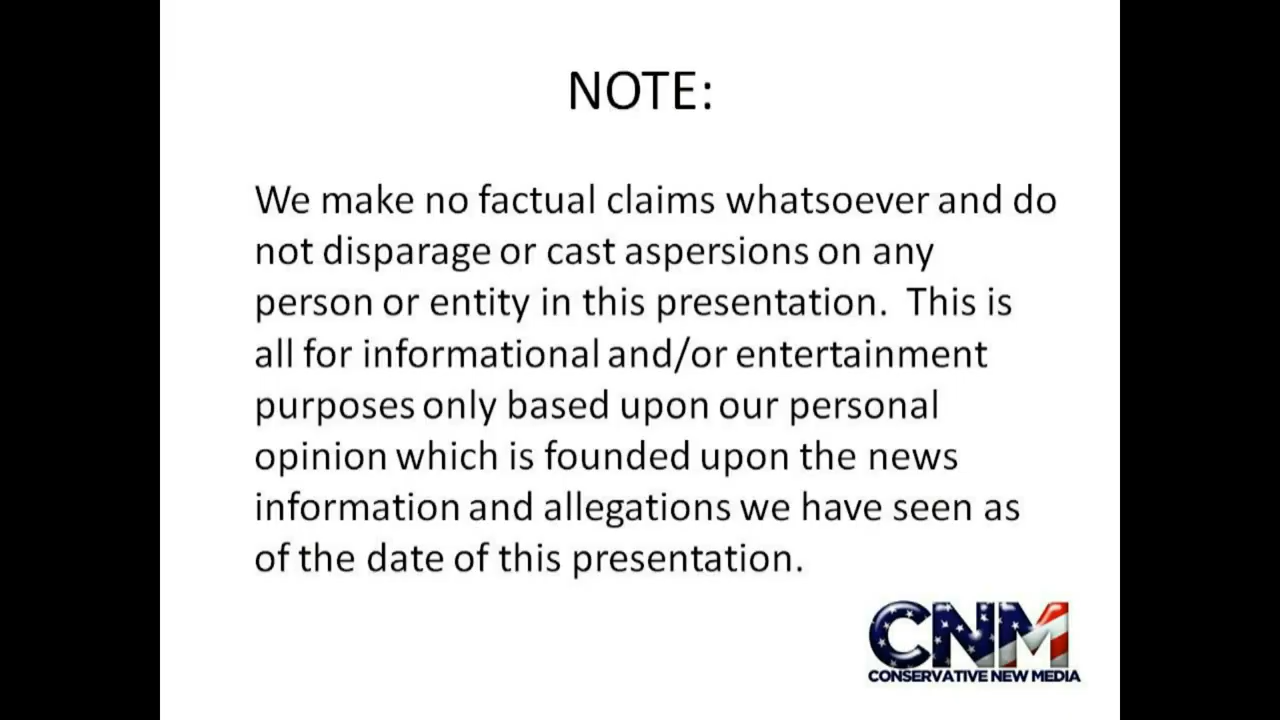 NOTE:
We make no factual claims whatsoever and do
not disparage or cast aspersions on any
person or entity in this presentation. This is
all for informational and/or entertainment
purposes only based upon our personal
opinion which is founded upon the news
information and allegations we have seen as
of the date of this presentation.
CNM
CONSERVATIVE NEW MEDIA